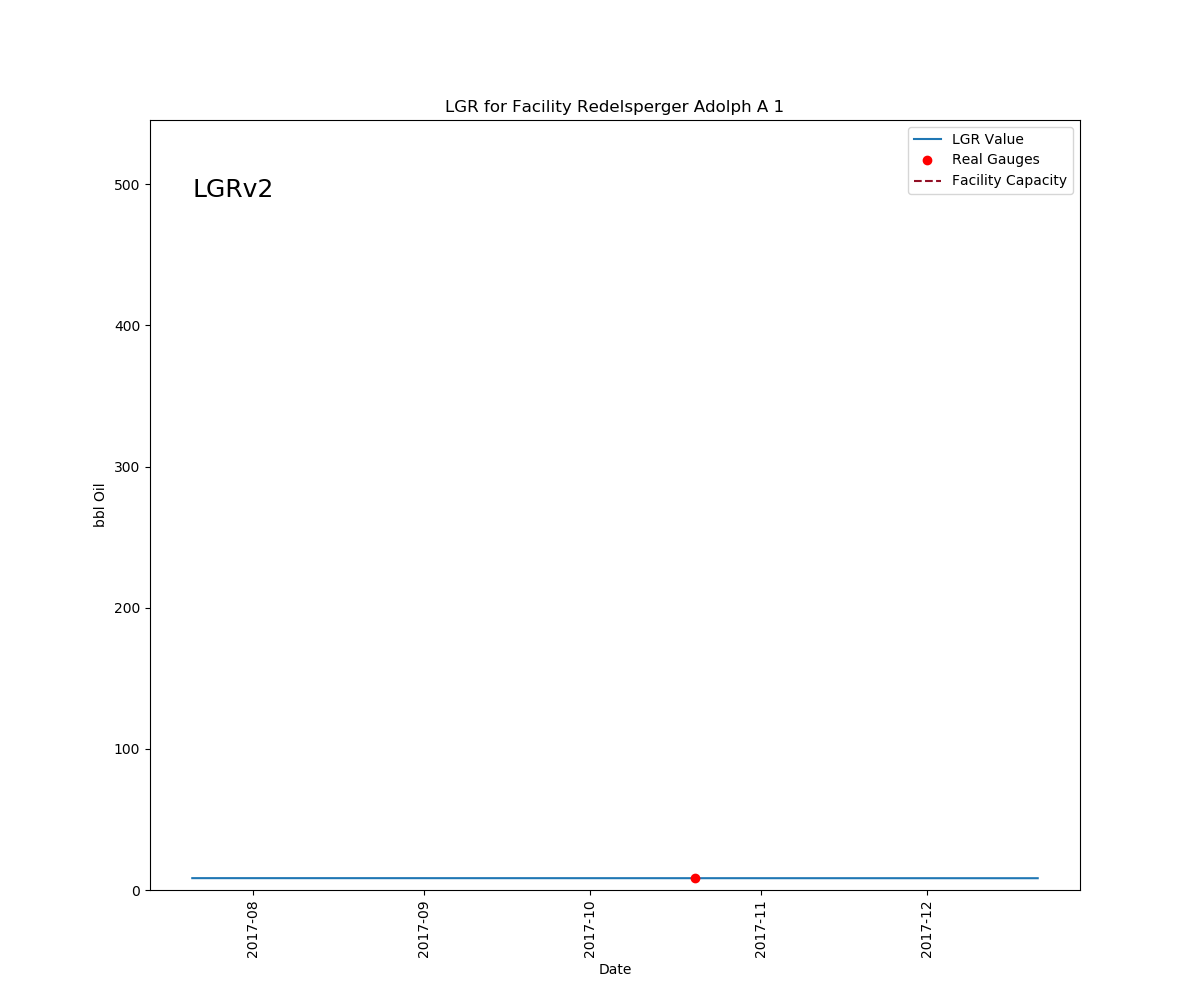 LGR for Facility Redelsperger Adolph A 1
LGR Value
Real Gauges
Facility Capacity
LGRv2
500
400
300
200
100
0
bbl Oil
2017-08
2017-09
2017-10
2017-11
2017-12
Date